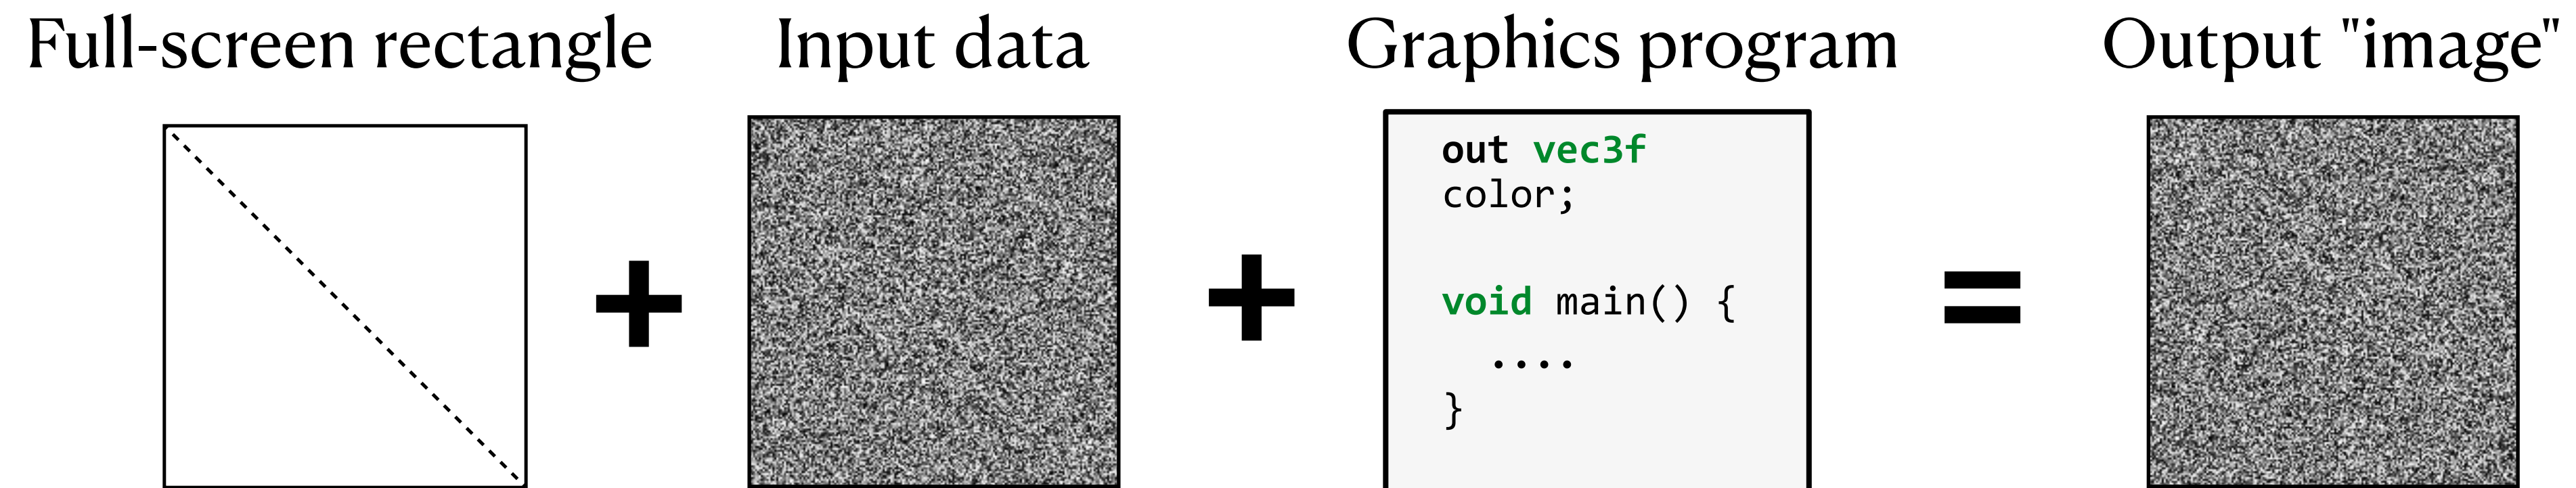 Full-screen rectangle
Input data
Graphics program
Output "image"
+
+
out vec3f
color;
void main() {
....
}
=